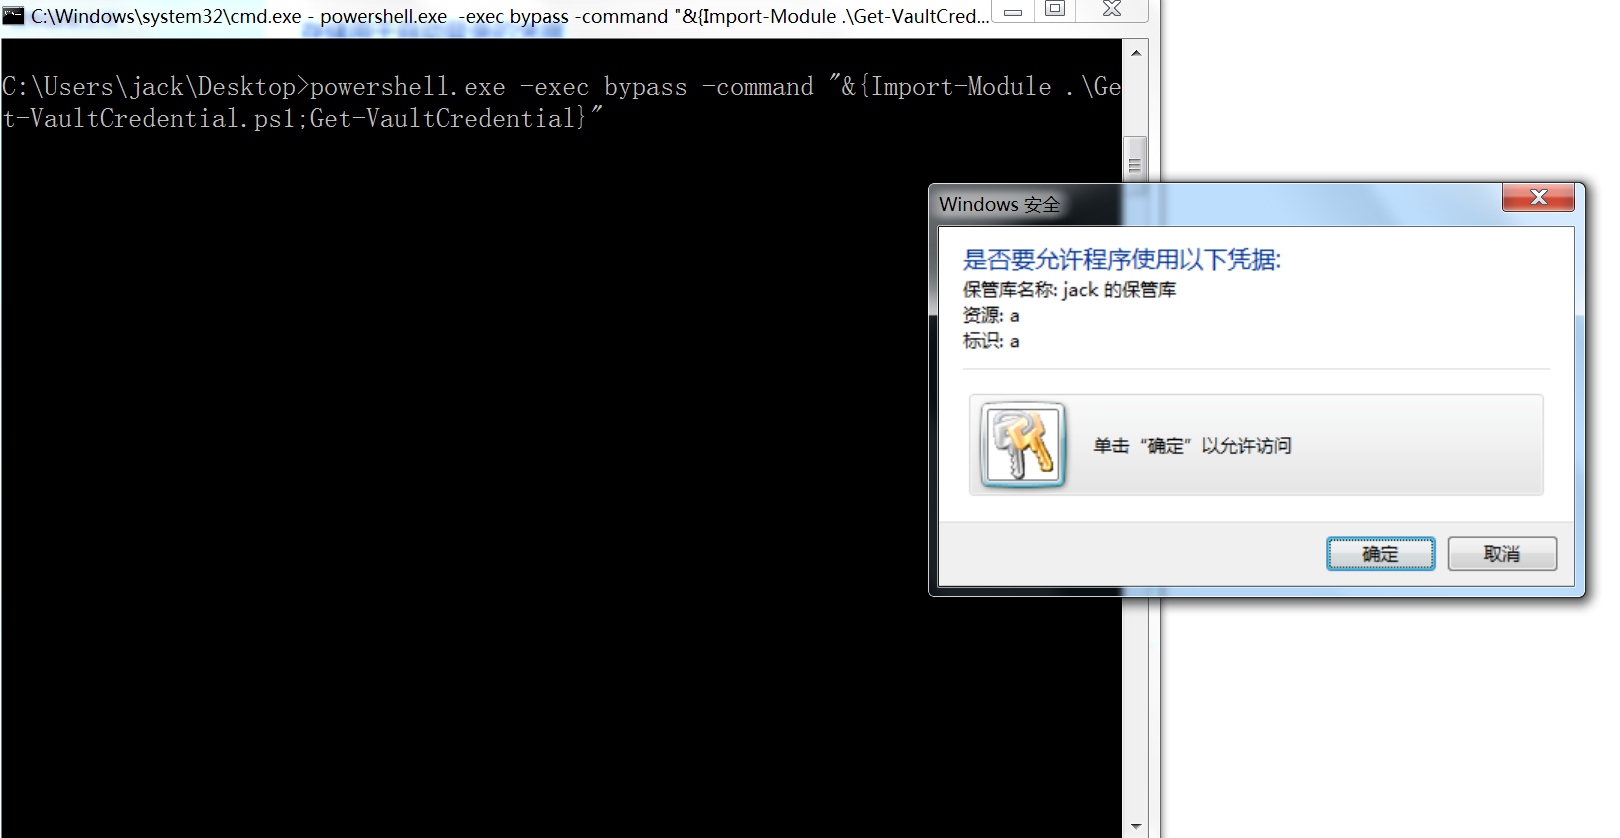 C:\Windows\system32\cmd.exe - powershell.exe -exec bypass -command "&{Import-Module .\Get-VaultCred...
C:\Users\jack\Desktop>powershell.exe -exec bypass -command "&{Import-Module .\Ge
t-VaultCredential.ps1;Get-VaultCredential}"
Windows 安全
是否要允许程序使用以下凭据:
保管库名称: jack 的保管库
资源: a
标识: a
单击“确定”以允许访问
确定
取消